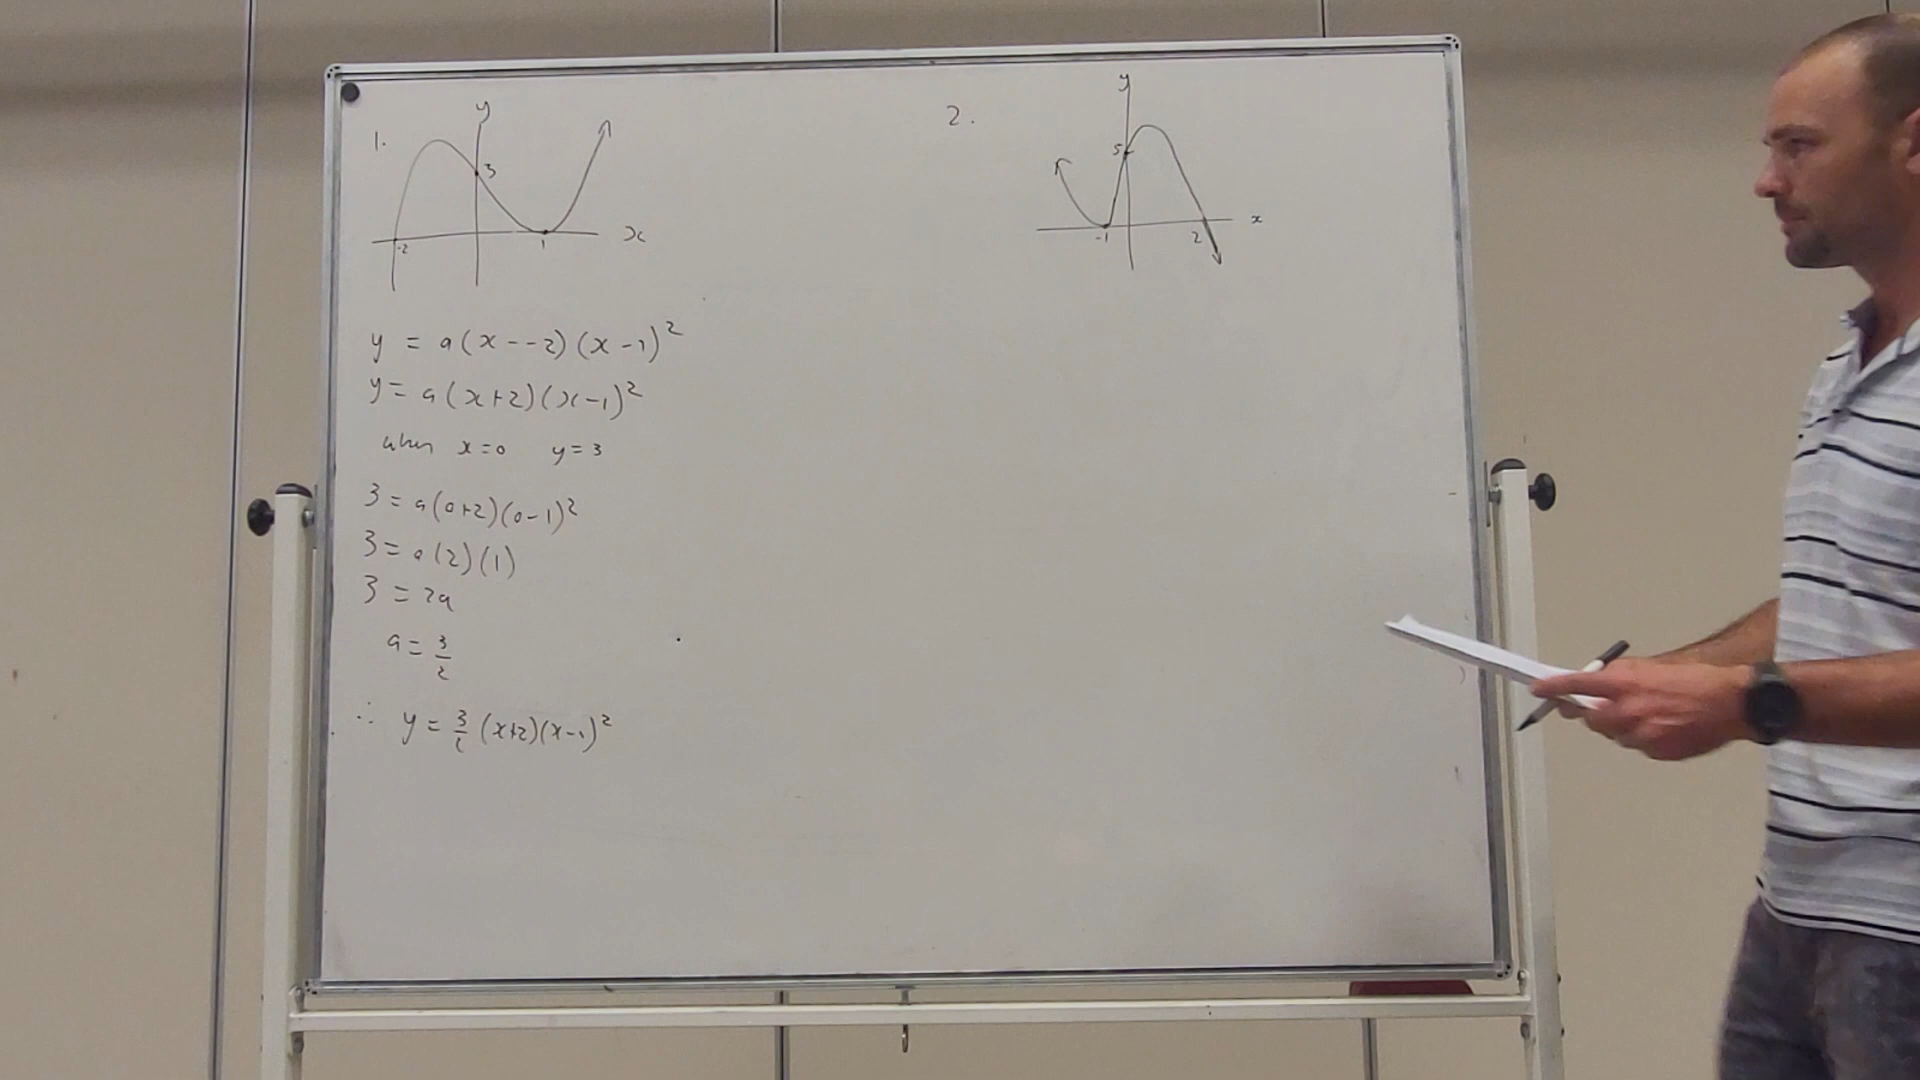 1.
y
3
-2
1
x
y = a(x--2)(x-1)²
y = a(x+2)(x-1)²
when x=0 y=3
3 = a(0+2)(0-1)²
3 = a(2)(1)
3 = 2a
a = 3/2
∴ y = 3/2 (x+2)(x-1)²
2.
y
5
x
-1
2